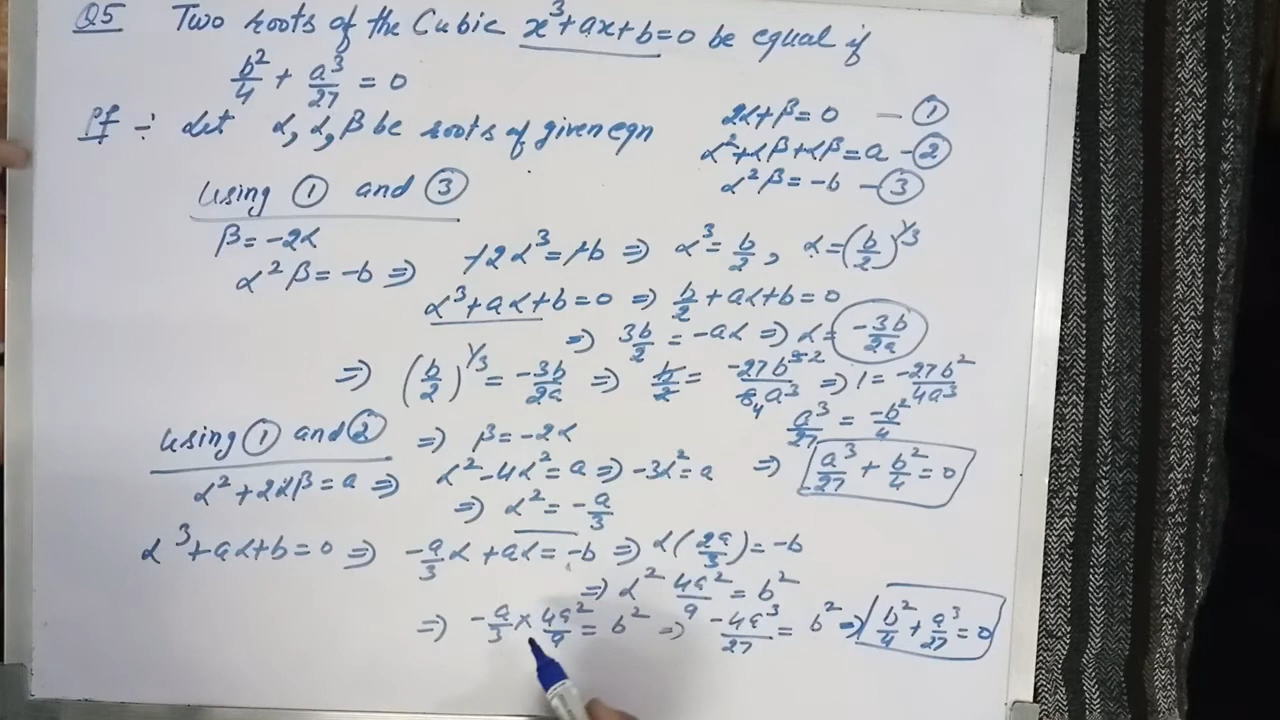 Q5 Two roots of the Cubic x³+ax+b=0 be equal if
b²/4 + a³/27 = 0
Pf ÷ Let α, α, β be roots of given eqn
2α+β=0 — ①
α²+αβ+αβ=a -②
α²β=-b -③
Using ① and ③
β=-2α
α²β=-b ⇒ -2α³=-b ⇒ α³=b/2, α=(b/2)^1/3
α³+aα+b=0 ⇒ b/2+aα+b=0
⇒ 3b/2 = -aα ⇒ α= -3b/2a
⇒ (b/2)^1/3 = -3b/2a ⇒ b/2 = -27b³/8a³ ⇒ 1 = -27b²/4a³
a³/27 = -b²/4
⇒ a³/27 + b²/4 = 0
Using ① and ② ⇒ β=-2α
α²+2αβ=a ⇒ α²-4α²=a ⇒ -3α²=a
⇒ α² = -a/3
α³+aα+b=0 ⇒ -a/3 α +aα = -b ⇒ α(2a/3)=-b
⇒ α² 4a²/9 = b²
⇒ -a/3 × 4a²/9 = b² ⇒ -4a³/27 = b² ⇒ b²/4 + a³/27 = 0